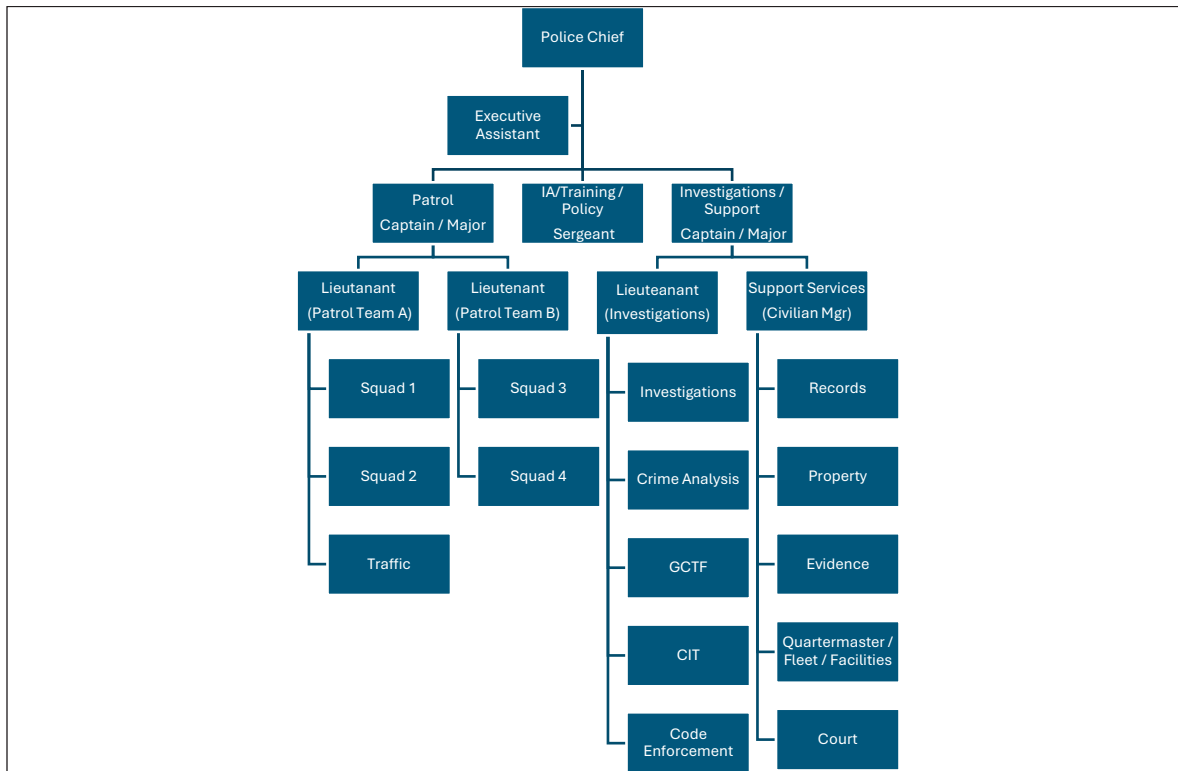 Police Chief
Executive
Assistant
Patrol
Captain / Major
IA/Training /
Policy
Sergeant
Investigations /
Support
Captain / Major
Lieutanant
(Patrol Team A)
Lieutenant
(Patrol Team B)
Lieuteanant
(Investigations)
Support Services
(Civilian Mgr)
Squad 1
Squad 3
Investigations
Records
Squad 2
Squad 4
Crime Analysis
Property
Traffic
GCTF
Evidence
CIT
Quartermaster /
Fleet / Facilities
Code
Enforcement
Court